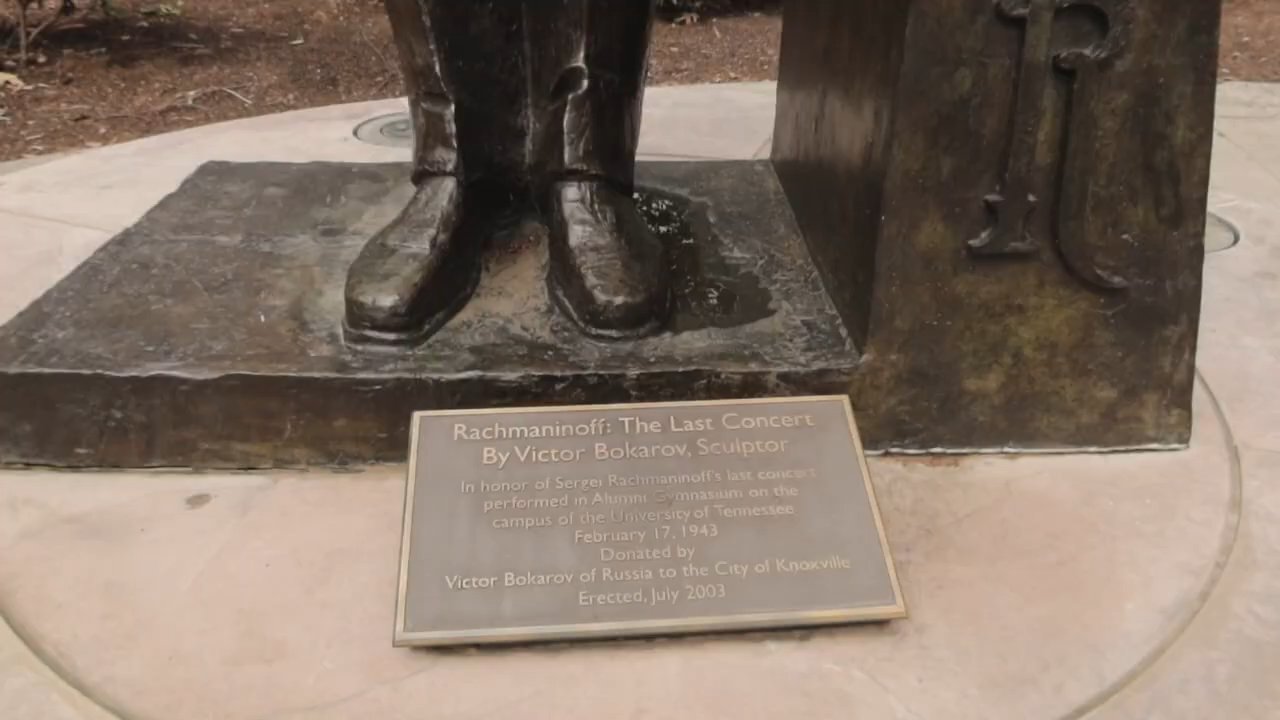 R
Rachmaninoff: The Last Concert
By Victor Bokarov, Sculptor
In honor of Sergei Rachmaninoff's last concert
performed in Alumni Gymnasium on the
campus of the University of Tennessee
February 17, 1943
Donated by
Victor Bokarov of Russia to the City of Knoxville
Erected, July 2003